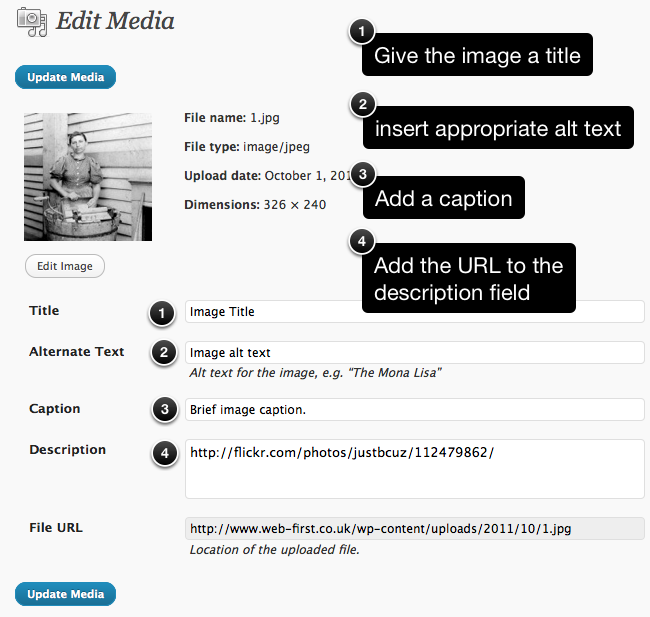 Edit Media
1
Give the image a title
Update Media
2
insert appropriate alt text
File name: 1.jpg
File type: image/jpeg
Upload date: October 1, 201
3
Add a caption
Dimensions: 326 × 240
4
Add the URL to the
description field
Edit Image
Title
1
Image Title
Alternate Text
2
Image alt text
Alt text for the image, e.g. “The Mona Lisa”
Caption
3
Brief image caption.
Description
4
http://flickr.com/photos/justbcuz/112479862/
File URL
http://www.web-first.co.uk/wp-content/uploads/2011/10/1.jpg
Location of the uploaded file.
Update Media